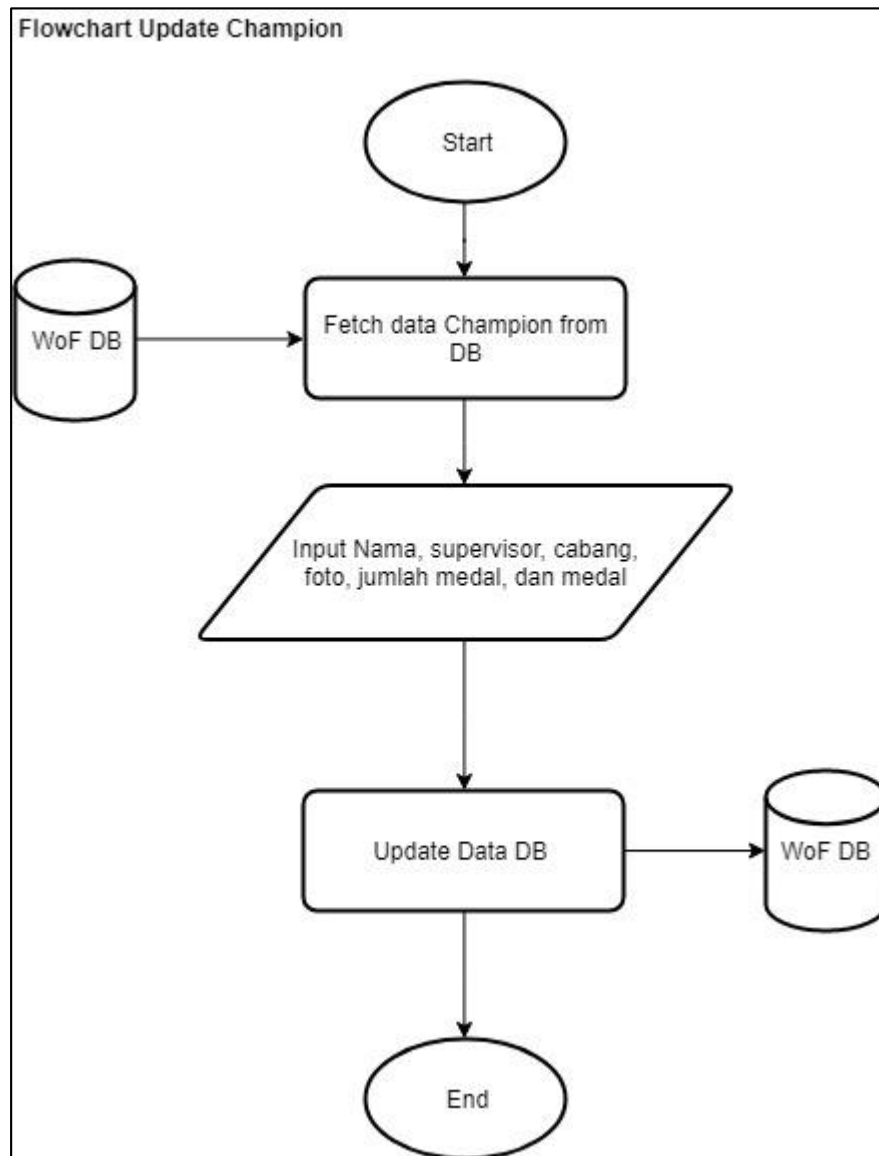 Flowchart Update Champion
Start
WoF DB
Fetch data Champion from
DB
Input Nama, supervisor, cabang,
foto, jumlah medal, dan medal
Update Data DB
WoF DB
End